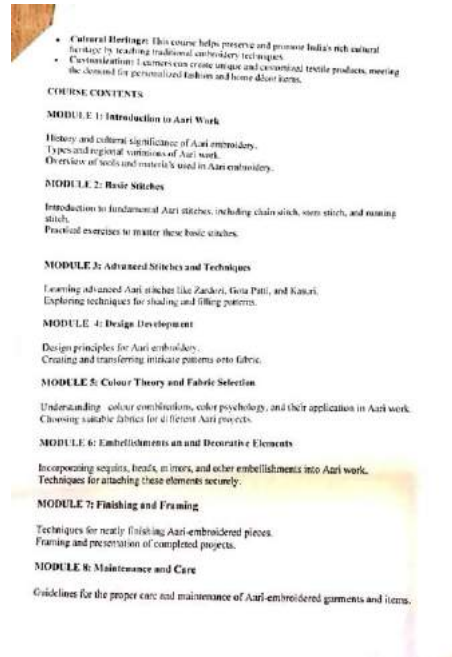 • Cultural Heritage: This course helps preserve and promote India's rich cultural
heritage by teaching traditional embroidery techniques.
• Customization: Learners can create unique and customized textile products, meeting
the demand for personalized fashion and home décor items.
COURSE CONTENTS
MODULE 1: Introduction to Aari Work
History and cultural significance of Aari embroidery.
Types and regional variations of Aari work.
Overview of tools and materials used in Aari embroidery.
MODULE 2: Basic Stitches
Introduction to fundamental Aari stitches, including chain stitch, stem stitch, and running
stitch.
Practical exercises to master these basic stitches.
MODULE 3: Advanced Stitches and Techniques
Learning advanced Aari stitches like Zardozi, Gota Patti, and Kasuri.
Exploring techniques for shading and filling patterns.
MODULE 4: Design Development
Design principles for Aari embroidery.
Creating and transferring intricate patterns onto fabric.
MODULE 5: Colour Theory and Fabric Selection
Understanding colour combinations, color psychology, and their application in Aari work
Choosing suitable fabrics for different Aari projects.
MODULE 6: Embellishments an und Decorative Elements
Incorporating sequins, beads, mirrors, and other embellishments into Aari work.
Techniques for attaching these elements securely.
MODULE 7: Finishing and Framing
Techniques for neatly finishing Aari-embroidered pieces.
Framing and presentation of completed projects.
MODULE 8: Maintenance and Care
Guidelines for the proper care and maintenance of Aari-embroidered garments and items.